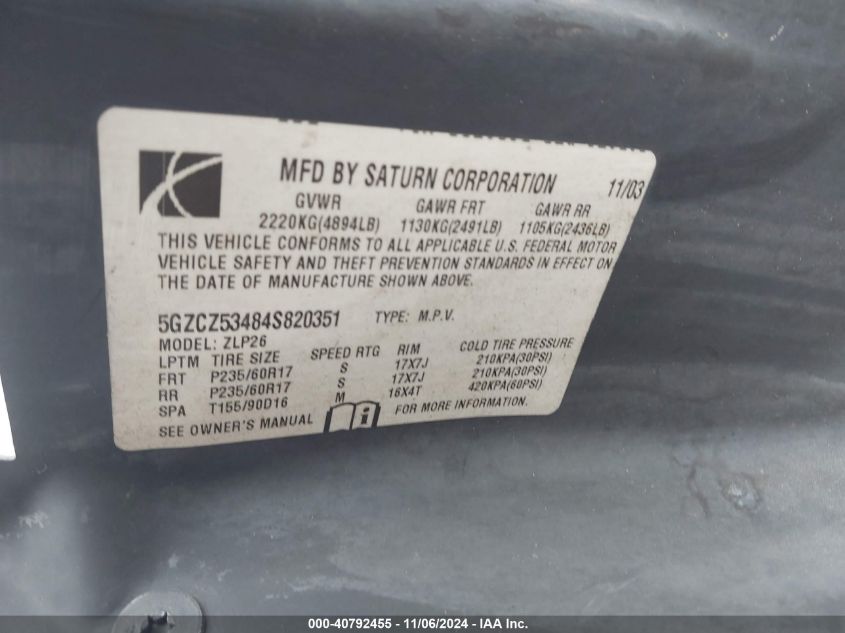 MFD BY SATURN CORPORATION 11/03
GVWR GAWR FRT GAWR RR
2220KG(4894LB) 1130KG(2491LB) 1105KG(2436LB)
THIS VEHICLE CONFORMS TO ALL APPLICABLE U.S. FEDERAL MOTOR
VEHICLE SAFETY AND THEFT PREVENTION STANDARDS IN EFFECT ON
THE DATE OF MANUFACTURE SHOWN ABOVE.
5GZCZ53484S820351 TYPE: M.P.V.
MODEL: ZLP26
LPTM TIRE SIZE SPEED RTG RIM COLD TIRE PRESSURE
FRT P235/60R17 S 17X7J 210KPA(30PSI)
RR P235/60R17 S 17X7J 210KPA(30PSI)
SPA T155/90D16 M 16X4T 420KPA(60PSI)
SEE OWNER'S MANUAL i FOR MORE INFORMATION.
000-40792455 - 11/06/2024 - IAA Inc.